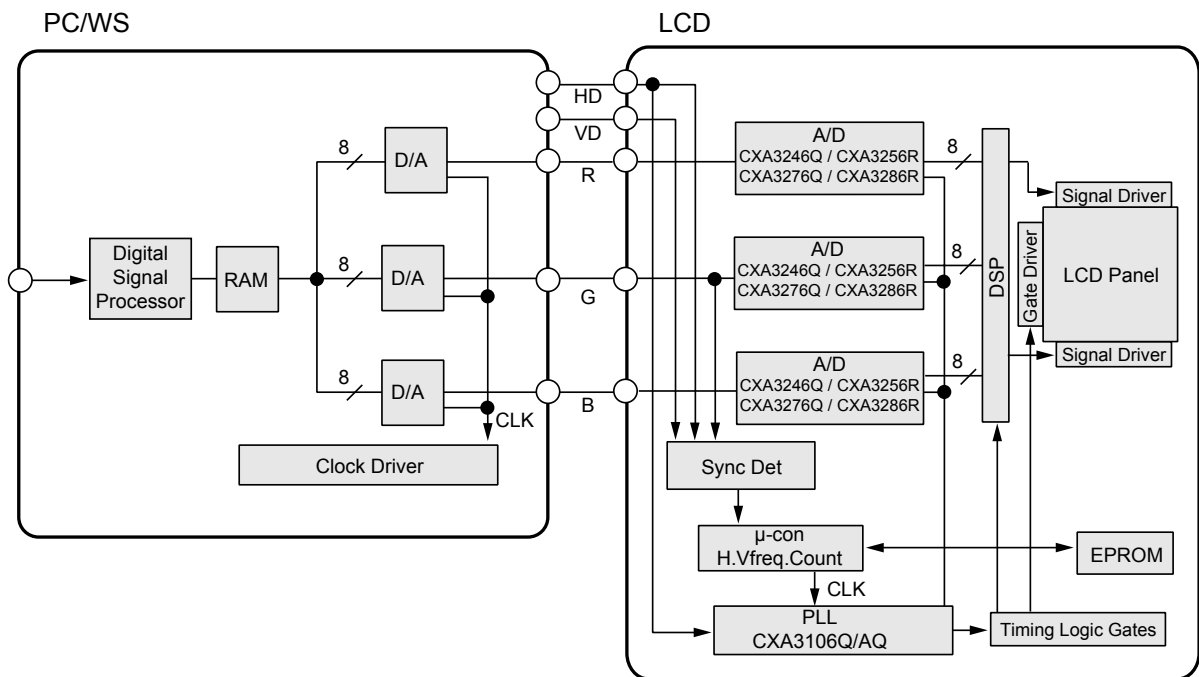 PC/WS
LCD
HD
VD
R
G
B
8
D/A
8
D/A
8
D/A
Digital
Signal
Processor
RAM
CLK
Clock Driver
A/D
CXA3246Q / CXA3256R
CXA3276Q / CXA3286R
8
A/D
CXA3246Q / CXA3256R
CXA3276Q / CXA3286R
8
A/D
CXA3246Q / CXA3256R
CXA3276Q / CXA3286R
8
DSP
Signal Driver
Gate Driver
LCD Panel
Signal Driver
Sync Det
µ-con
H.Vfreq.Count
EPROM
CLK
PLL
CXA3106Q/AQ
Timing Logic Gates